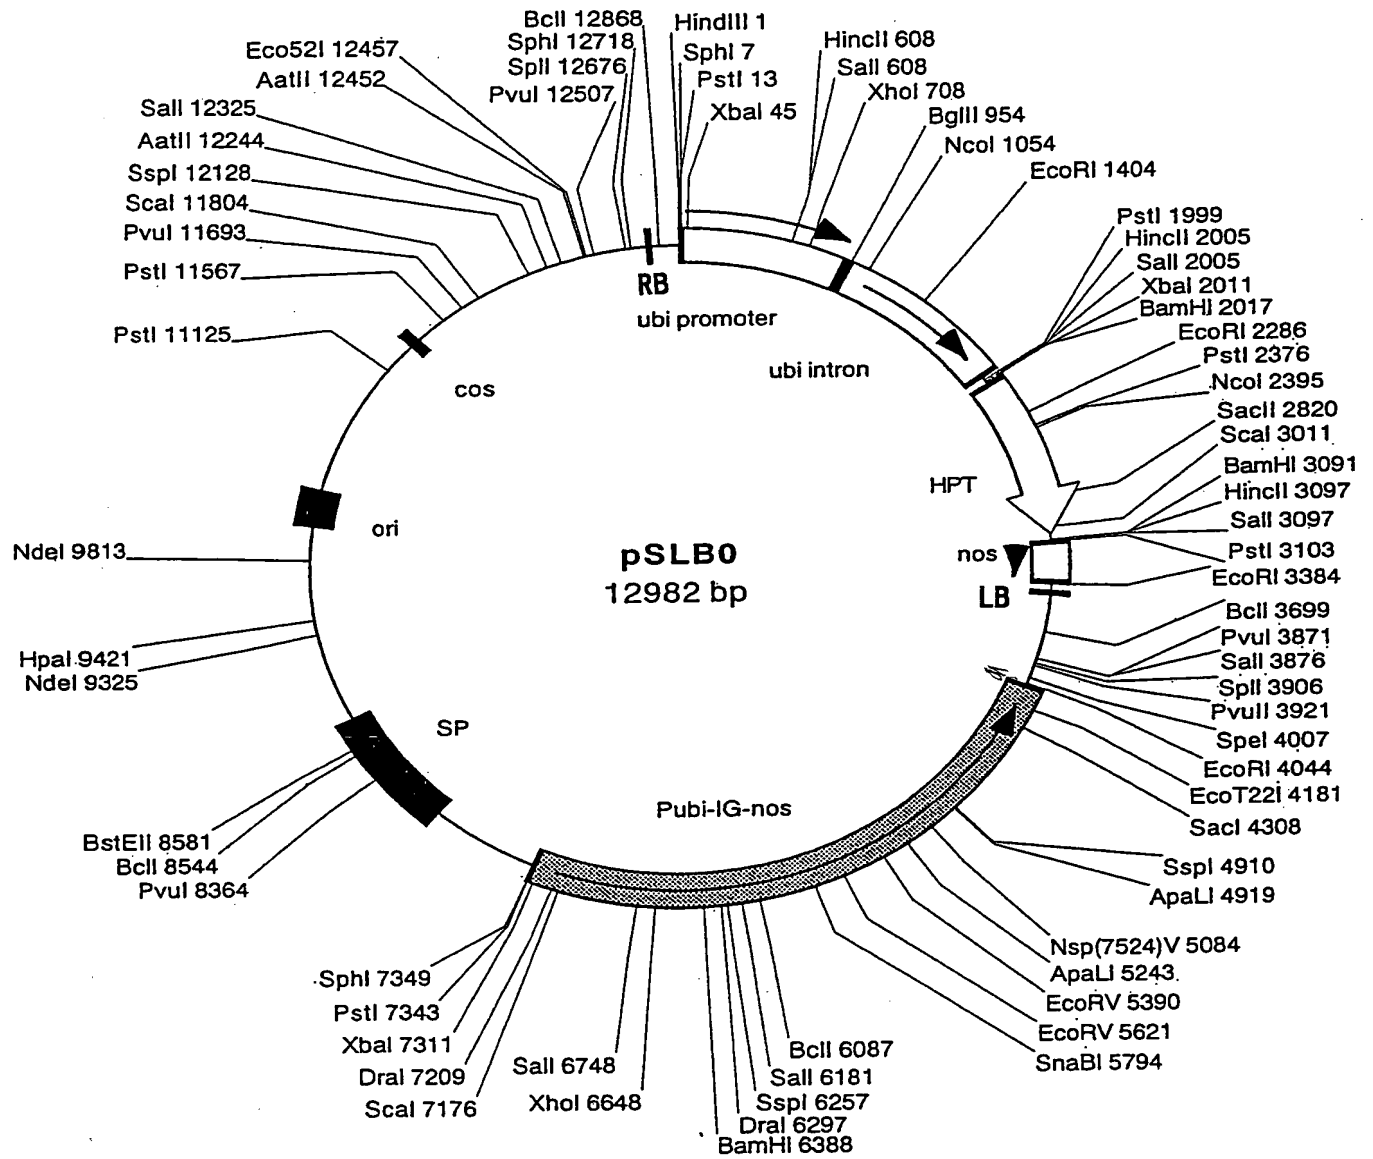 HindIII 1
SphI 7
PstI 13
XbaI 45
HincII 608
SalI 608
XhoI 708
BglII 954
NcoI 1054
EcoRI 1404
PstI 1999
HincII 2005
SalI 2005
XbaI 2011
BamHI 2017
EcoRI 2286
PstI 2376
NcoI 2395
SacII 2820
ScaI 3011
BamHI 3091
HincII 3097
SalI 3097
PstI 3103
EcoRI 3384
BclI 3699
PvuI 3871
SalI 3876
SplI 3906
PvuII 3921
SpeI 4007
EcoRI 4044
EcoT22I 4181
SacI 4308
SspI 4910
ApaLI 4919
Nsp(7524)V 5084
ApaLI 5243
EcoRV 5390
EcoRV 5621
SnaBI 5794
BclI 6087
SalI 6181
SspI 6257
DraI 6297
BamHI 6388
XhoI 6648
SalI 6748
ScaI 7176
DraI 7209
XbaI 7311
PstI 7343
SphI 7349
PvuI 8364
BclI 8544
BstEII 8581
NdeI 9325
HpaI 9421
NdeI 9813
PstI 11125
PstI 11567
PvuI 11693
ScaI 11804
SspI 12128
AatII 12244
SalI 12325
AatII 12452
Eco52I 12457
PvuI 12507
SplI 12676
SphI 12718
BclI 12868
RB
ubi promoter
ubi intron
HPT
nos
LB
Pubi-IG-nos
SP
ori
cos
pSLB0
12982 bp